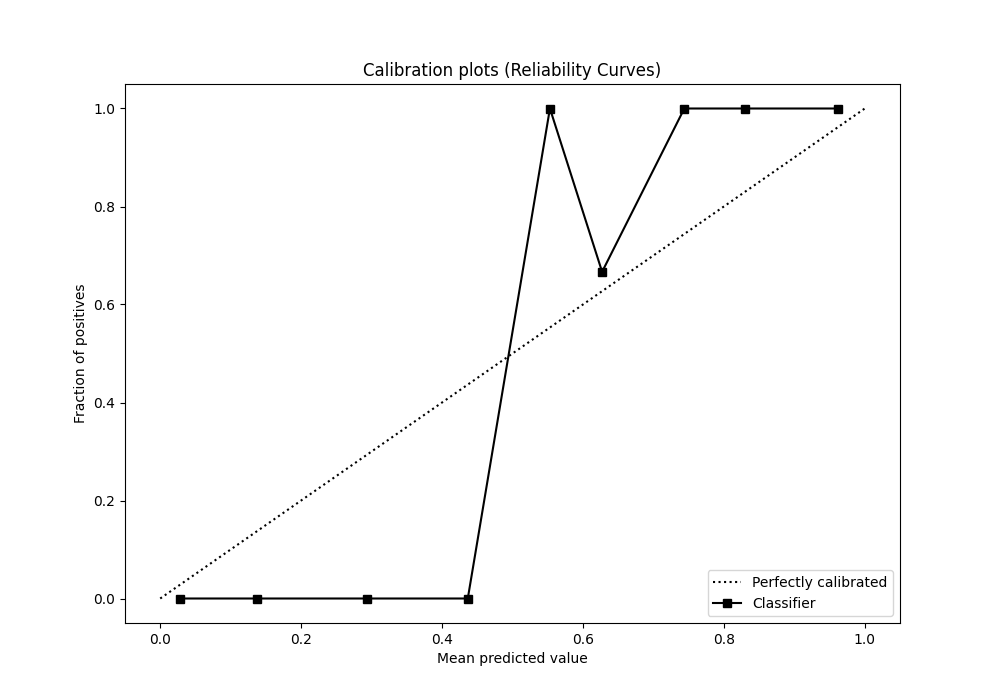 Calibration plots (Reliability Curves)
1.0
0.8
0.6
0.4
0.2
0.0
Fraction of positives
0.0 0.2 0.4 0.6 0.8 1.0
Mean predicted value
Perfectly calibrated
Classifier